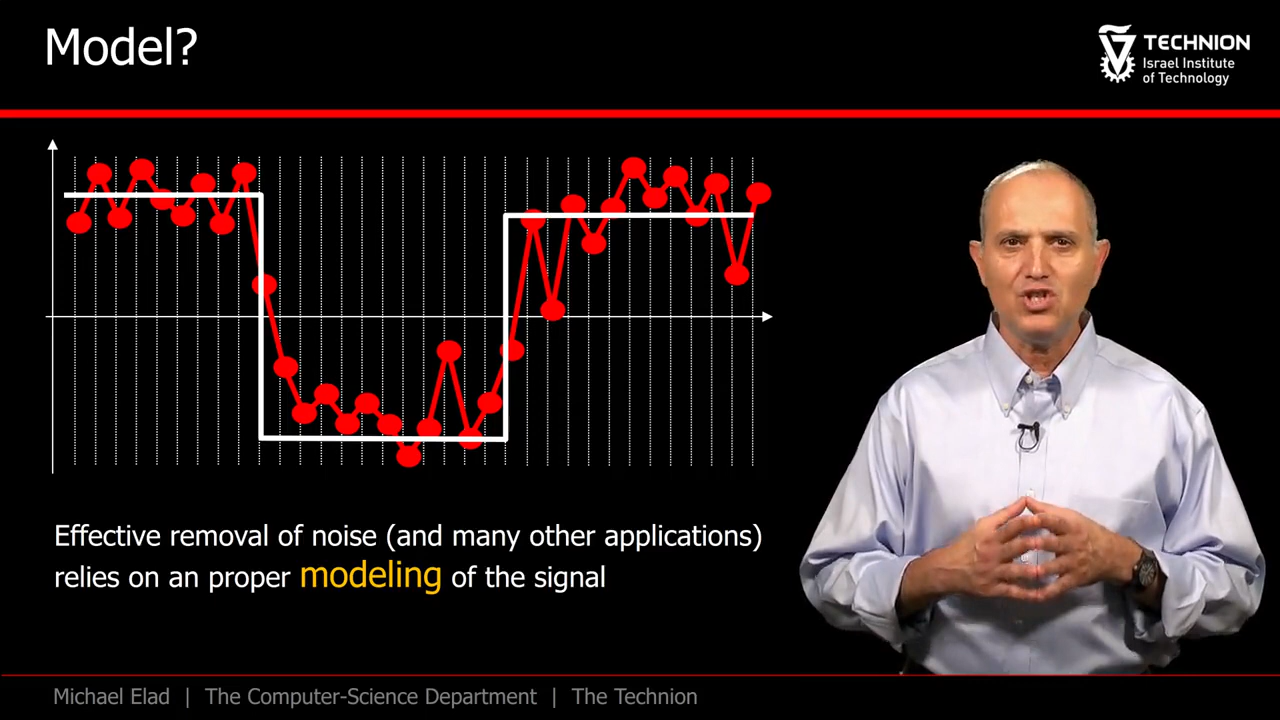 Model?
TECHNION
Israel Institute
of Technology
Effective removal of noise (and many other applications)
relies on an proper modeling of the signal
Michael Elad | The Computer-Science Department | The Technion